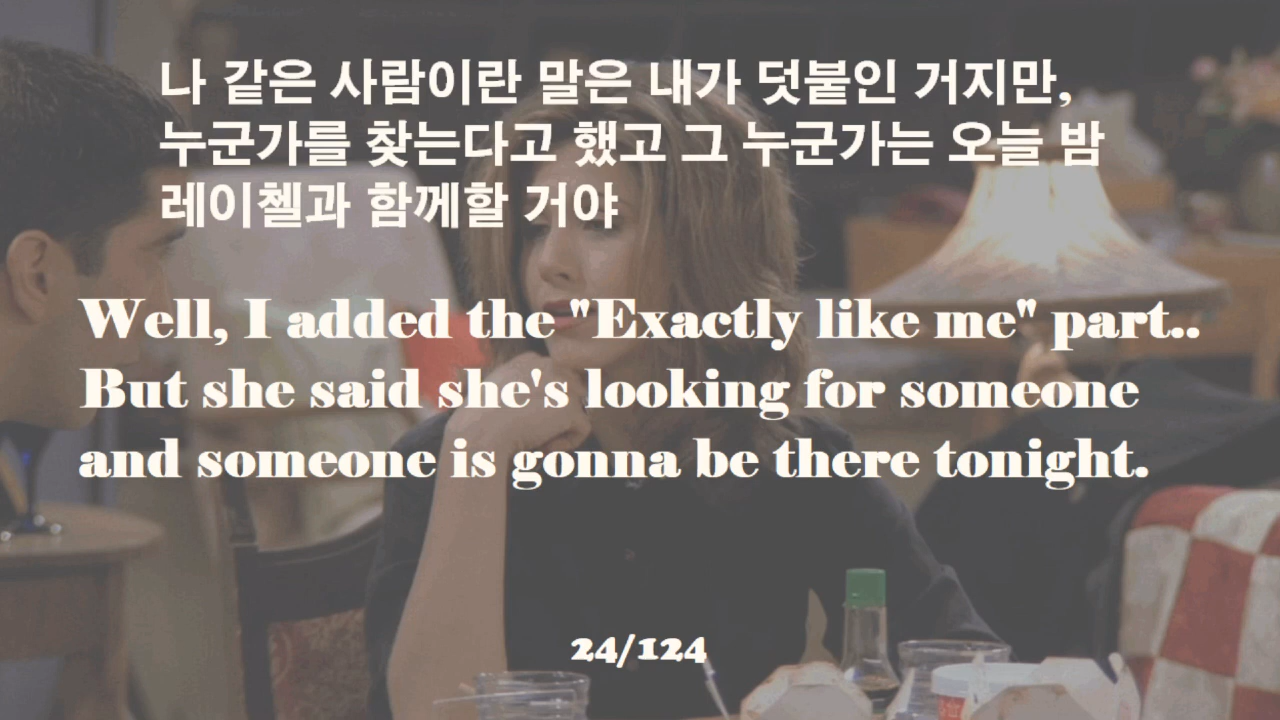 나 같은 사람이란 말은 내가 덧붙인 거지만,
누군가를 찾는다고 했고 그 누군가는 오늘 밤
레이첼과 함께할 거야
Well, I added the "Exactly like me" part..
But she said she's looking for someone
and someone is gonna be there tonight.
24/124